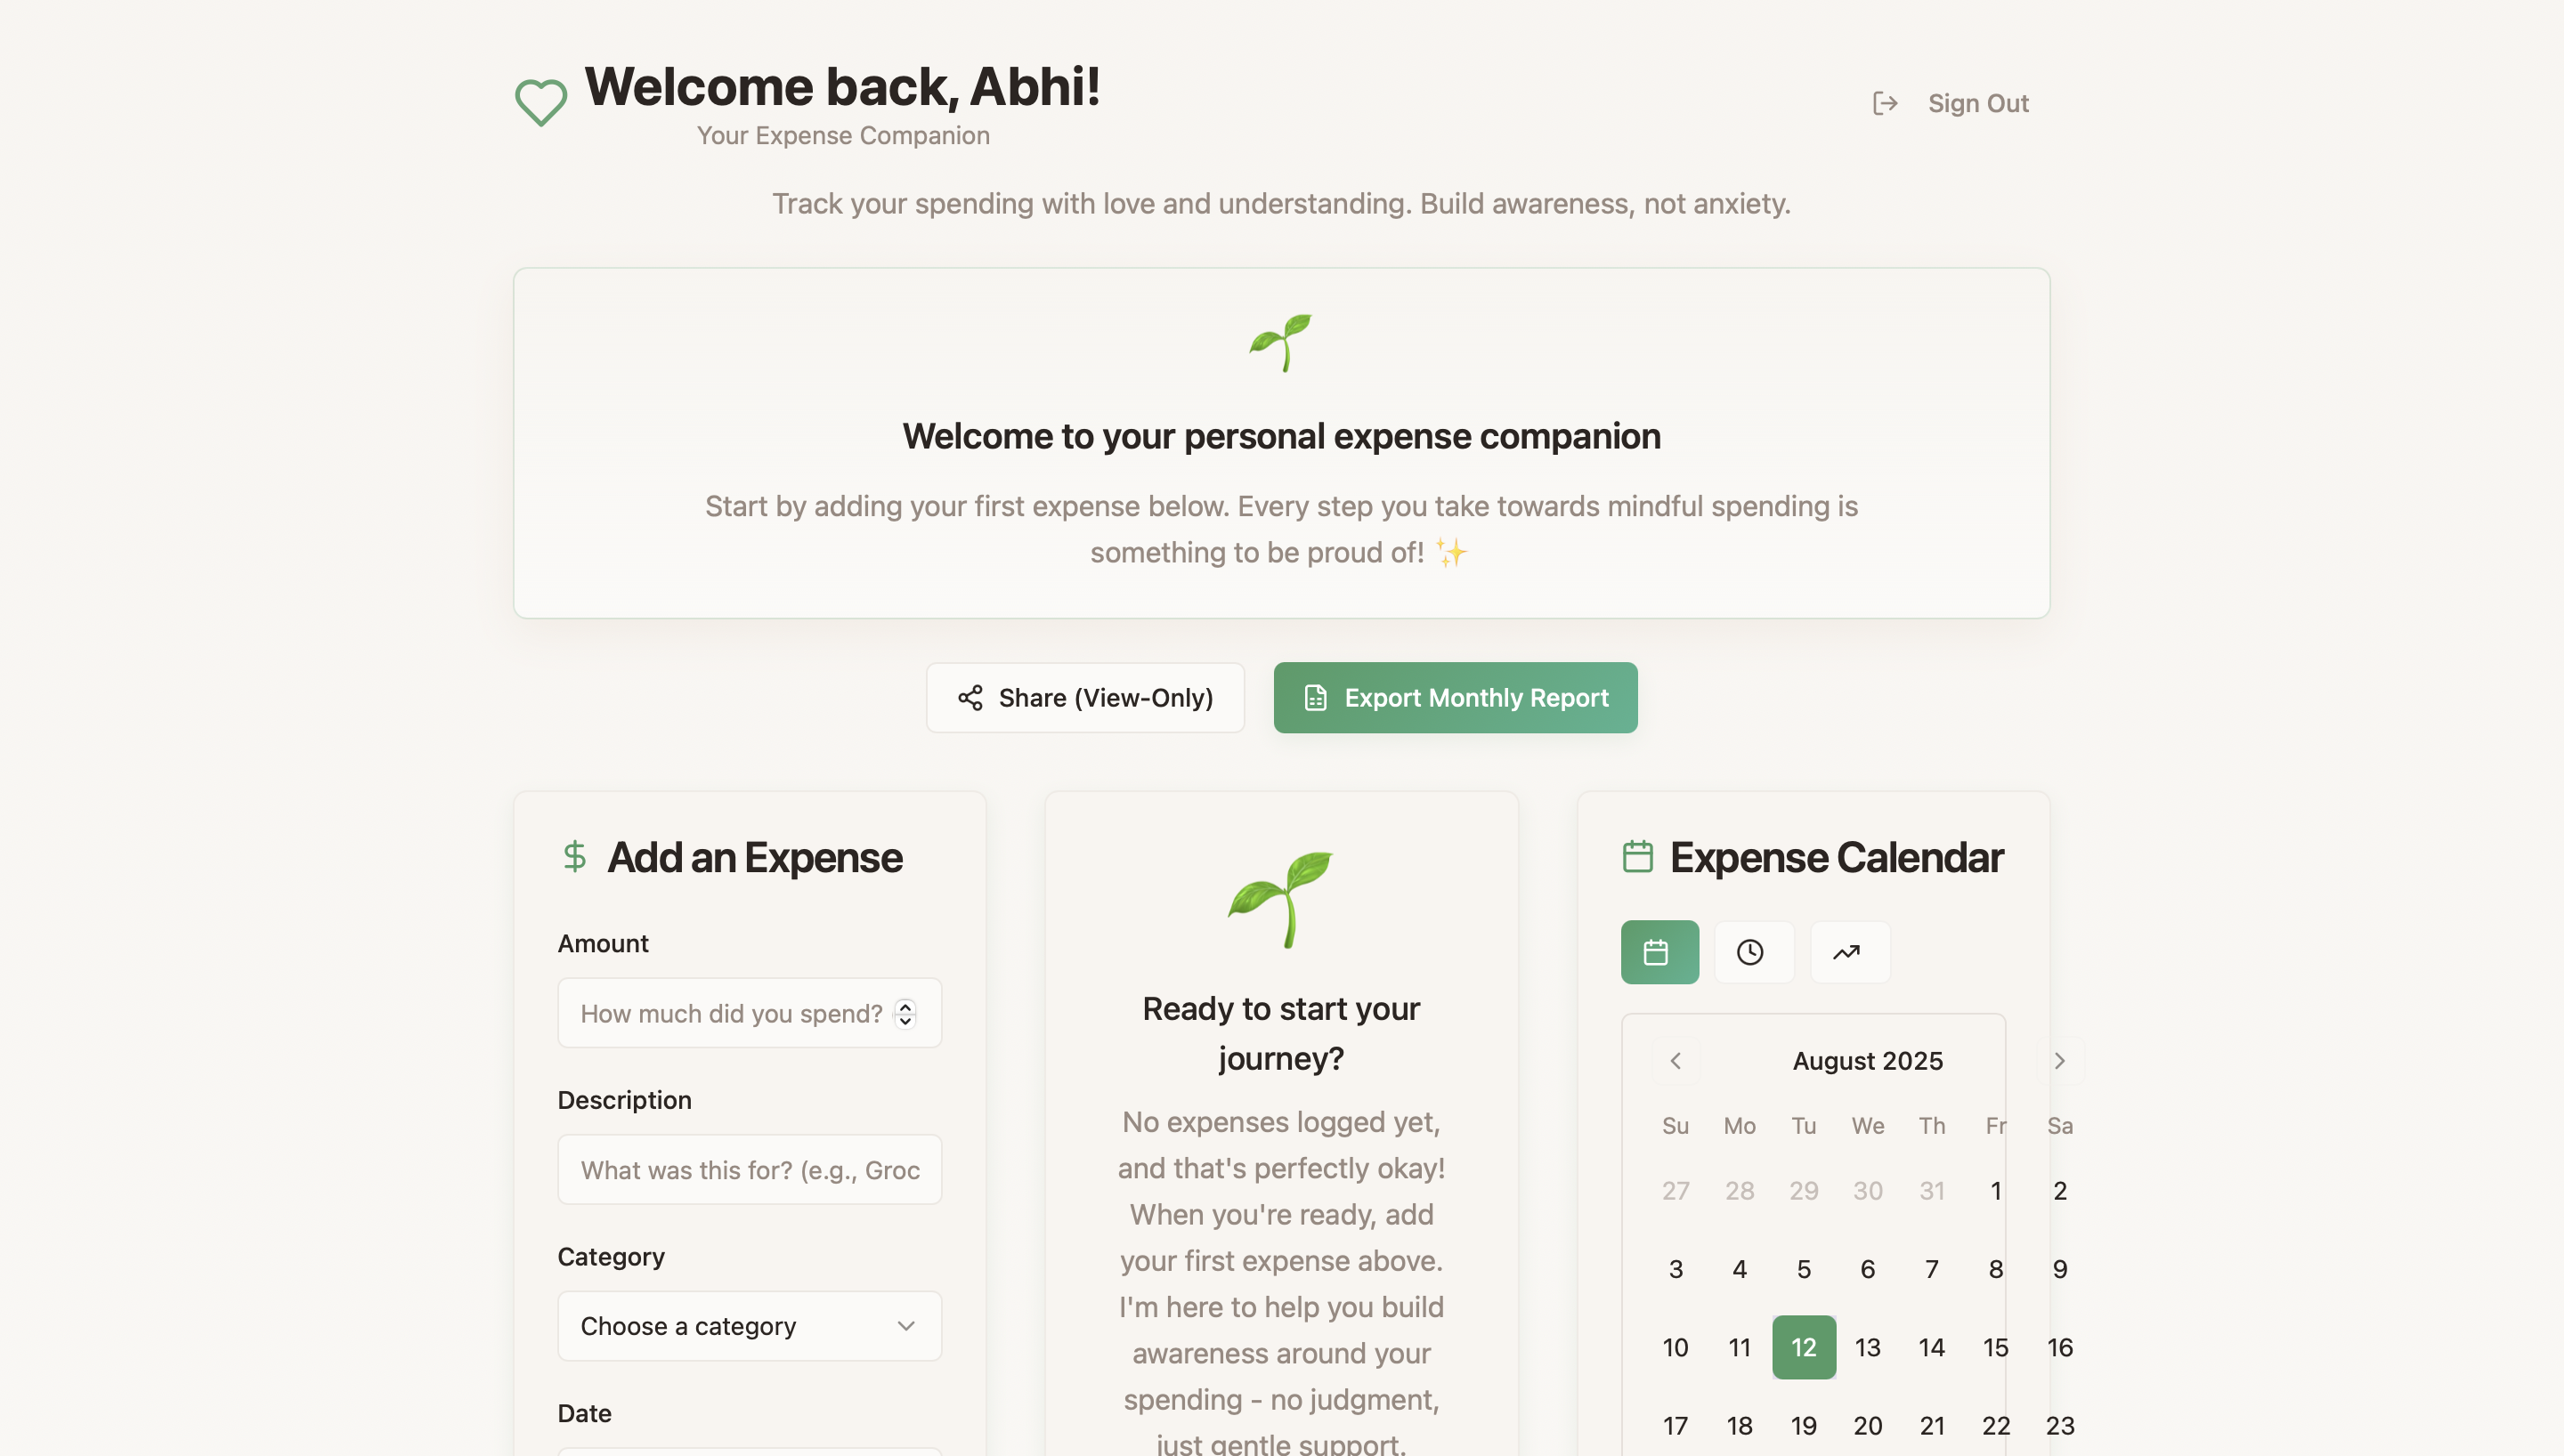 Welcome back, Abhi!
Your Expense Companion
Sign Out
Track your spending with love and understanding. Build awareness, not anxiety.
Welcome to your personal expense companion
Start by adding your first expense below. Every step you take towards mindful spending is
something to be proud of! ✨
Share (View-Only)
Export Monthly Report
$ Add an Expense
Amount
How much did you spend?
Description
What was this for? (e.g., Groc
Category
Choose a category
Date
Ready to start your
journey?
No expenses logged yet,
and that's perfectly okay!
When you're ready, add
your first expense above.
I'm here to help you build
awareness around your
spending - no judgment,
just gentle support.
Expense Calendar
August 2025
Su Mo Tu We Th Fr Sa
27 28 29 30 31 1 2
3 4 5 6 7 8 9
10 11 12 13 14 15 16
17 18 19 20 21 22 23